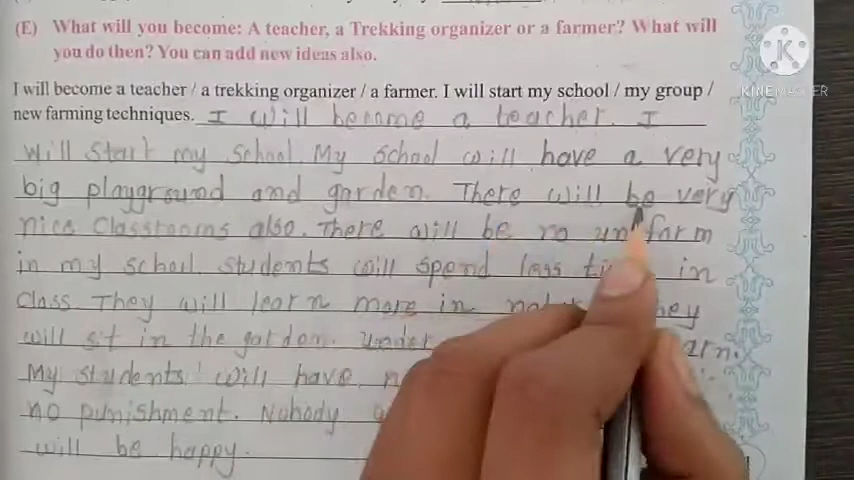 (E) What will you become: A teacher, a Trekking organizer or a farmer? What will
you do then? You can add new ideas also.
KINEMASTER
I will become a teacher / a trekking organizer / a farmer. I will start my school / my group /
new farming techniques. I will become a teacher. I
will start my school. My school will have a very
big playground and garden. There will be very
nice classrooms also. There will be no uniform
in my school. students will spend less in
class They will learn more in
will sit in the garden. under
My students will have
no punishment. Nobody
will be happy.